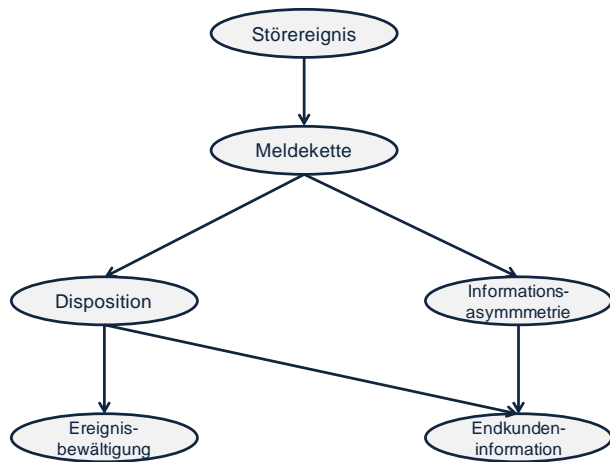 Störereignis
Meldekette
Disposition
Informations-
asymmmetrie
Ereignis-
bewältigung
Endkunden-
information